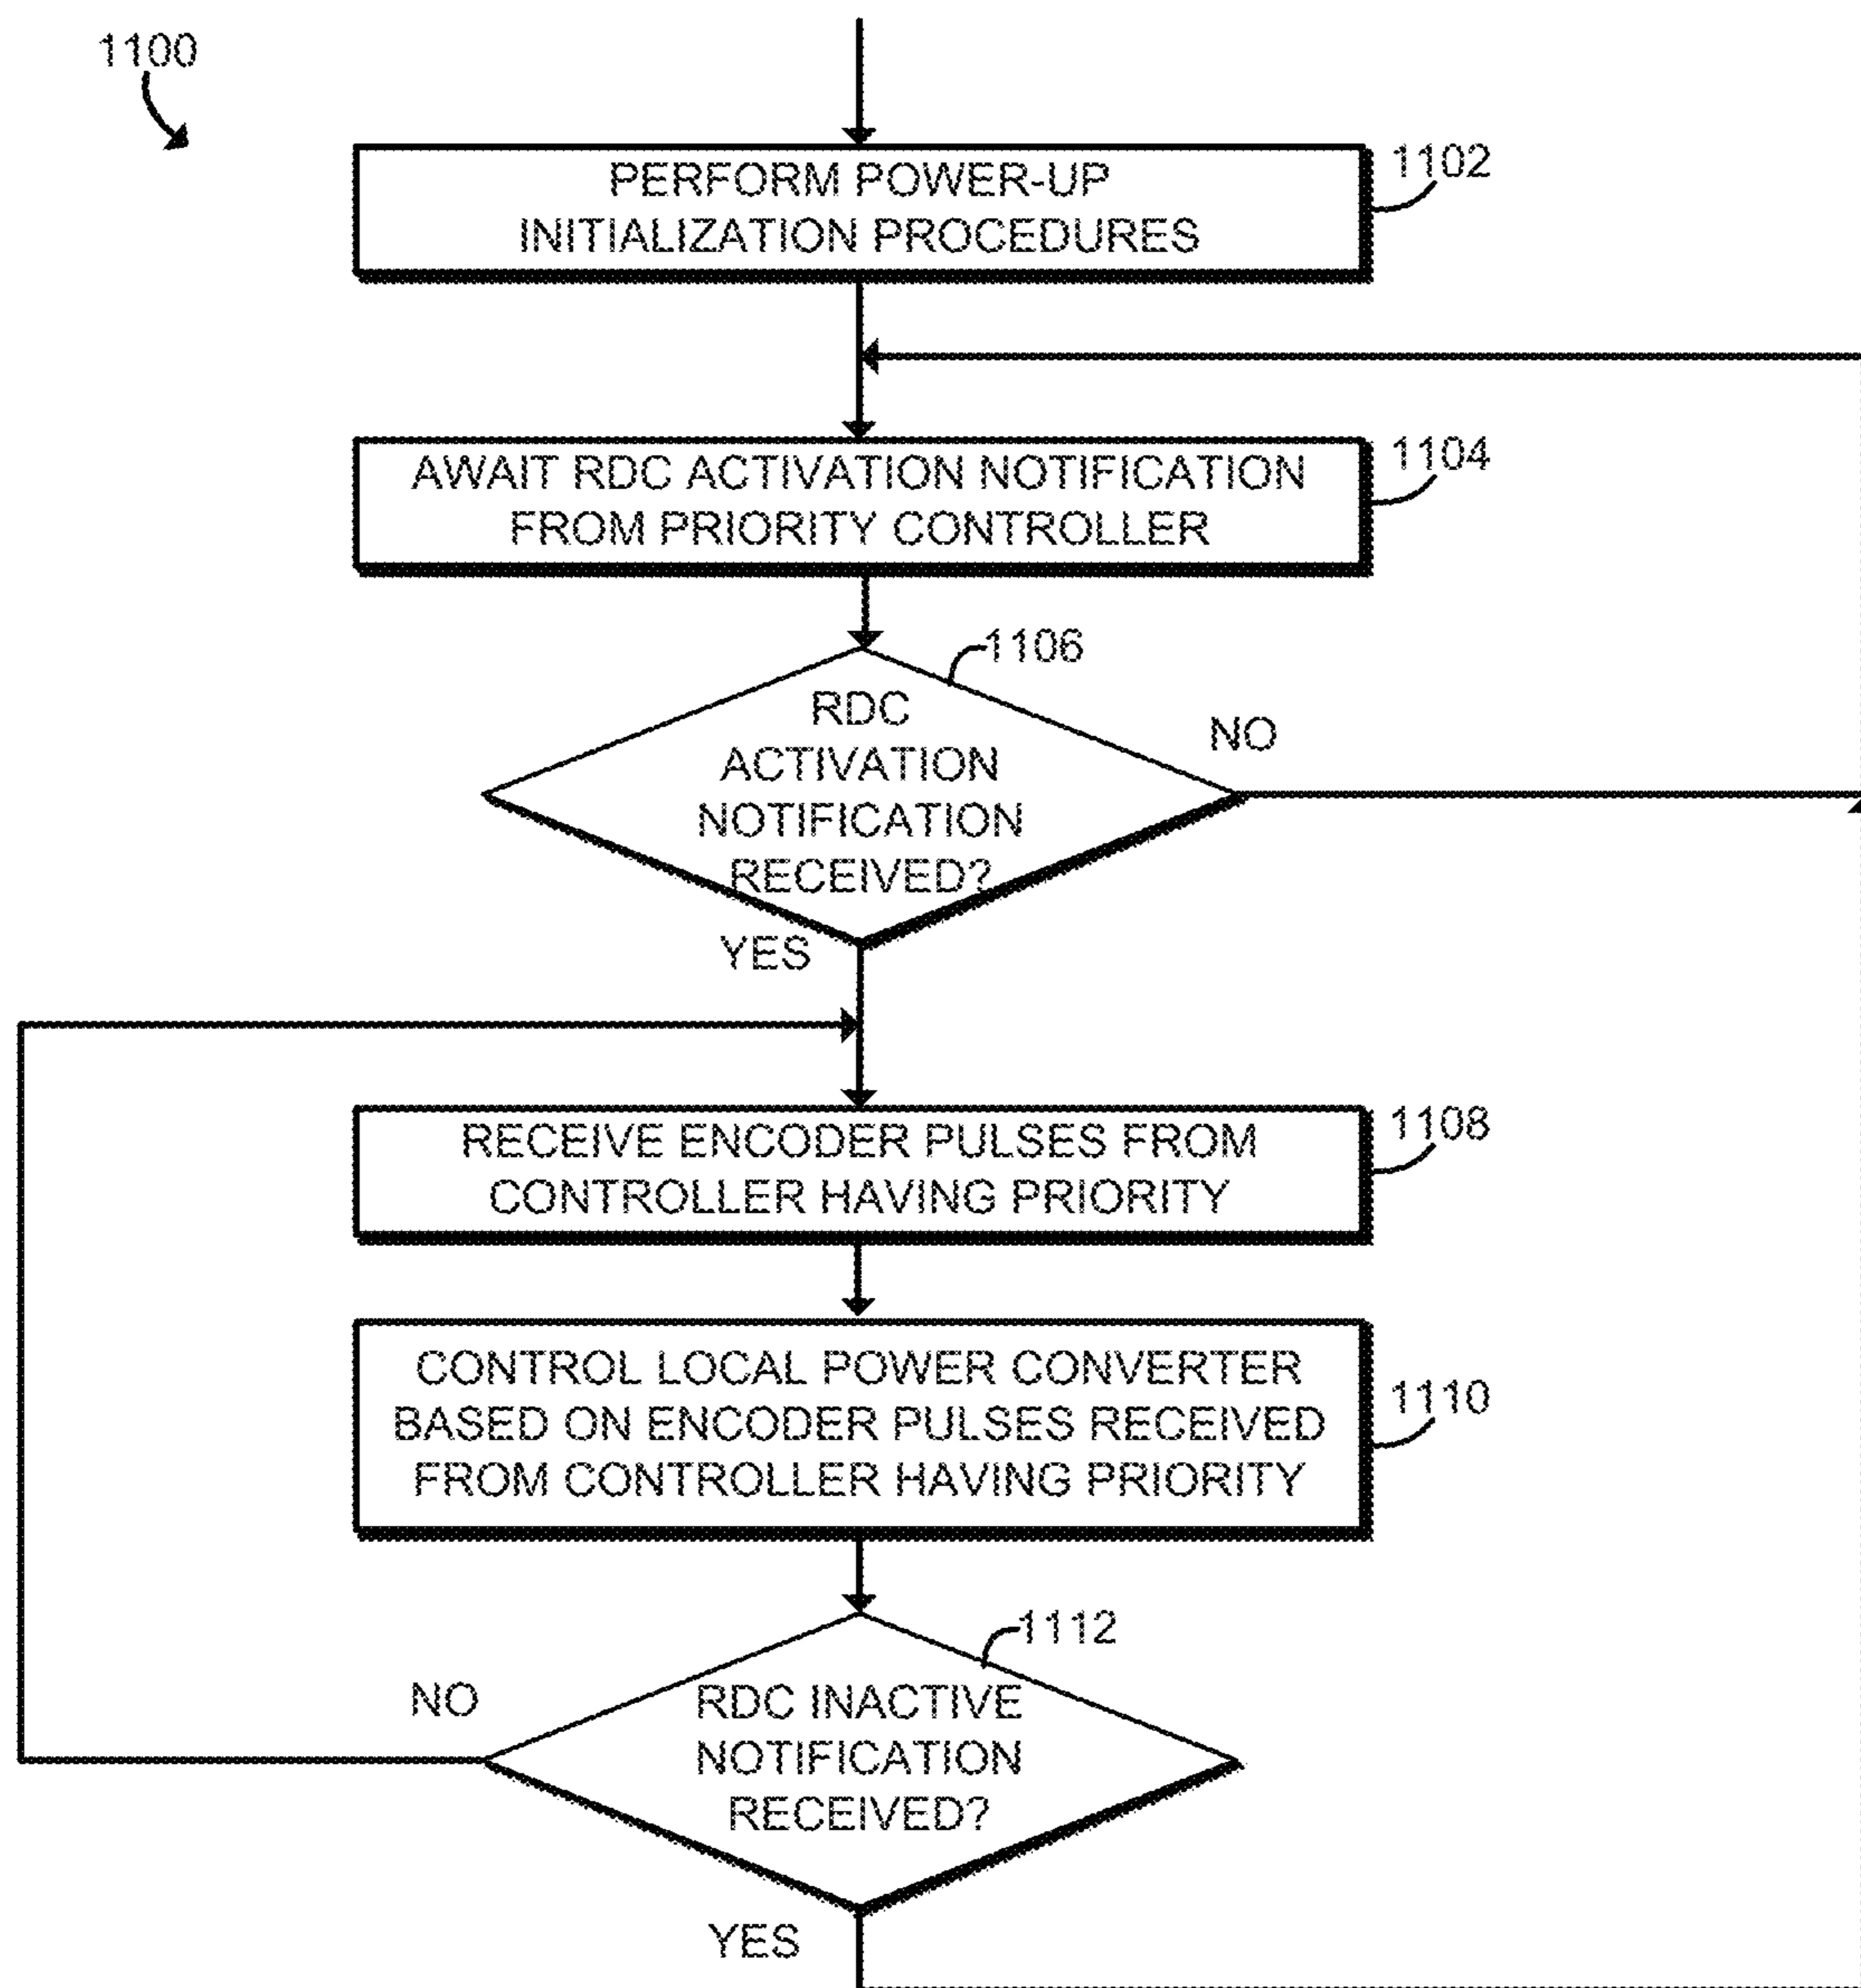 1100
PERFORM POWER-UP
INITIALIZATION PROCEDURES
1102
AWAIT RDC ACTIVATION NOTIFICATION
FROM PRIORITY CONTROLLER
1104
1106
RDC
ACTIVATION
NOTIFICATION
RECEIVED?
NO
YES
RECEIVE ENCODER PULSES FROM
CONTROLLER HAVING PRIORITY
1108
CONTROL LOCAL POWER CONVERTER
BASED ON ENCODER PULSES RECEIVED
FROM CONTROLLER HAVING PRIORITY
1110
1112
RDC INACTIVE
NOTIFICATION
RECEIVED?
NO
YES